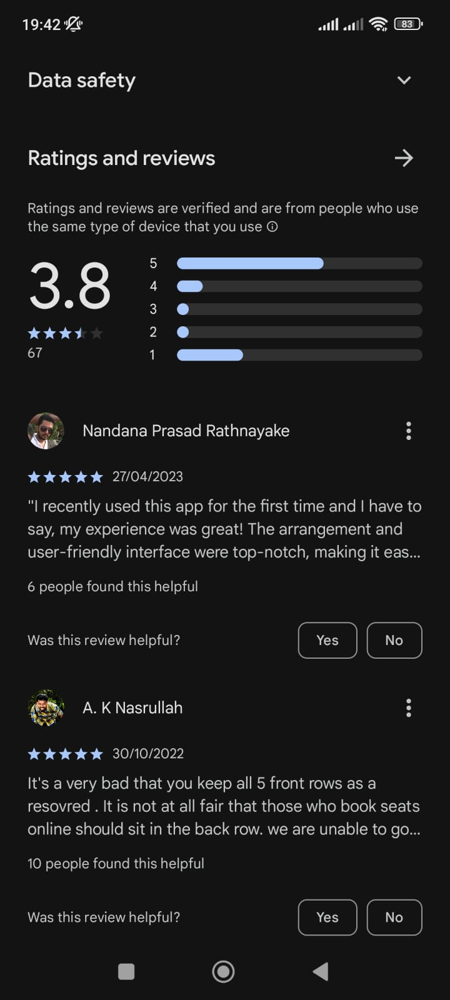 19:42
83
Data safety
Ratings and reviews
Ratings and reviews are verified and are from people who use
the same type of device that you use
3.8
67
5
4
3
2
1
Nandana Prasad Rathnayake
27/04/2023
"I recently used this app for the first time and I have to
say, my experience was great! The arrangement and
user-friendly interface were top-notch, making it eas...
6 people found this helpful
Was this review helpful?
Yes
No
A. K Nasrullah
30/10/2022
It's a very bad that you keep all 5 front rows as a
resovred . It is not at all fair that those who book seats
online should sit in the back row. we are unable to go...
10 people found this helpful
Was this review helpful?
Yes
No